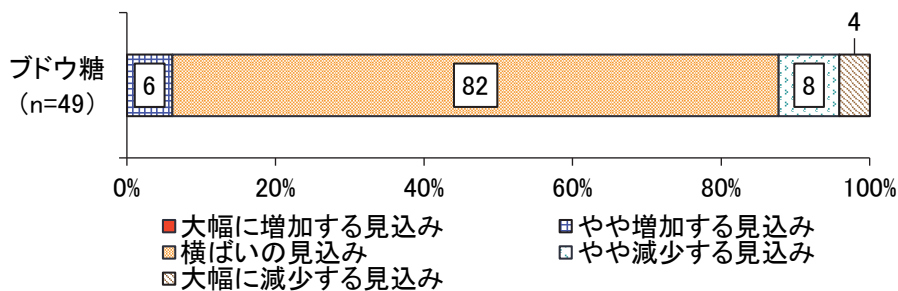 4
ブドウ糖
（n=49）
6
82
8
0%
20%
40%
60%
80%
100%
大幅に増加する見込み
やや増加する見込み
横ばいの見込み
やや減少する見込み
大幅に減少する見込み